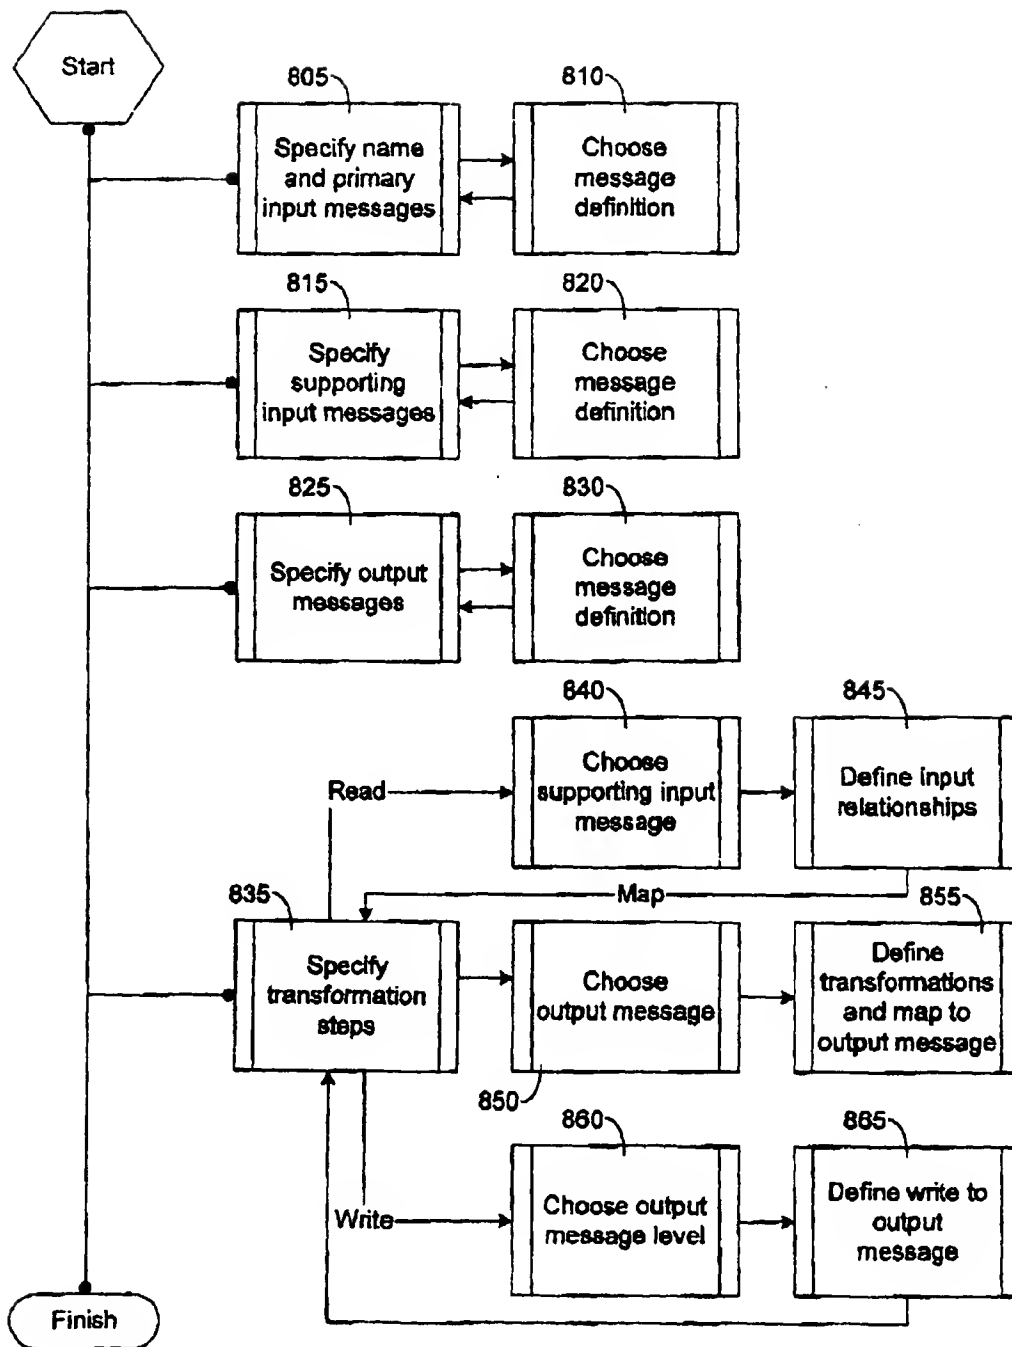 Start
805
Specify name
and primary
input messages
810
Choose
message
definition
815
Specify
supporting
input messages
820
Choose
message
definition
825
Specify output
messages
830
Choose
message
definition
840
Choose
supporting input
message
845
Define input
relationships
Read
Map
835
Specify
transformation
steps
Choose
output message
850
855
Define
transformations
and map to
output message
860
Choose output
message level
865
Define write to
output
message
Write
Finish